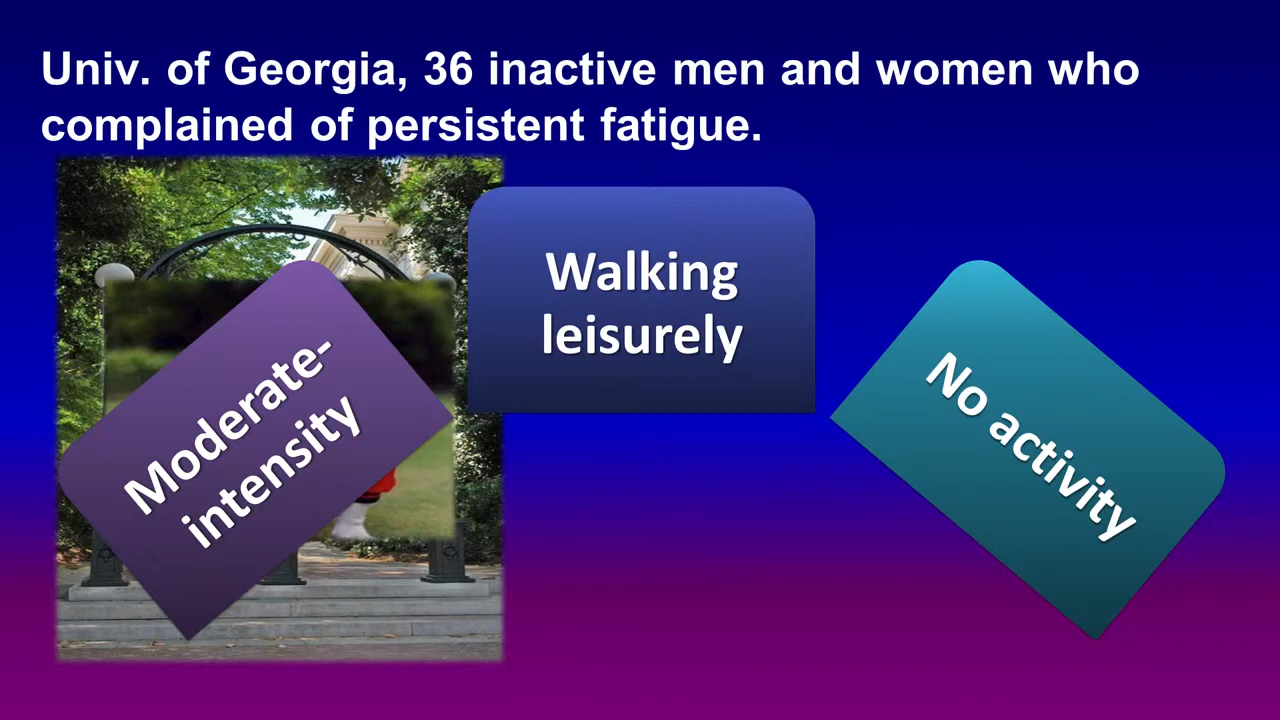 Univ. of Georgia, 36 inactive men and women who
complained of persistent fatigue.
Moderate-
intensity
Walking
leisurely
No activity